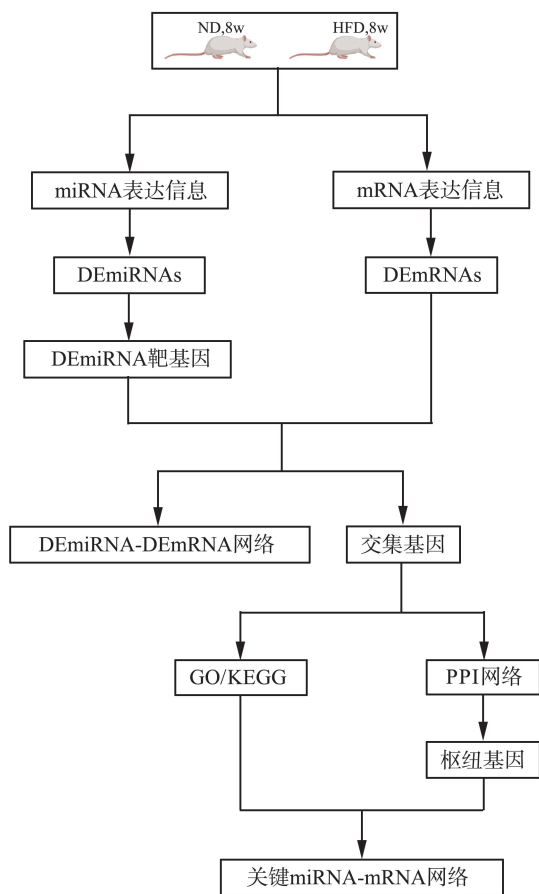 ND,8w
HFD,8w
miRNA表达信息
mRNA表达信息
DEmiRNAs
DEmRNAs
DEmiRNA靶基因
DEmiRNA-DEmRNA网络
交集基因
GO/KEGG
PPI网络
枢纽基因
关键miRNA-mRNA网络